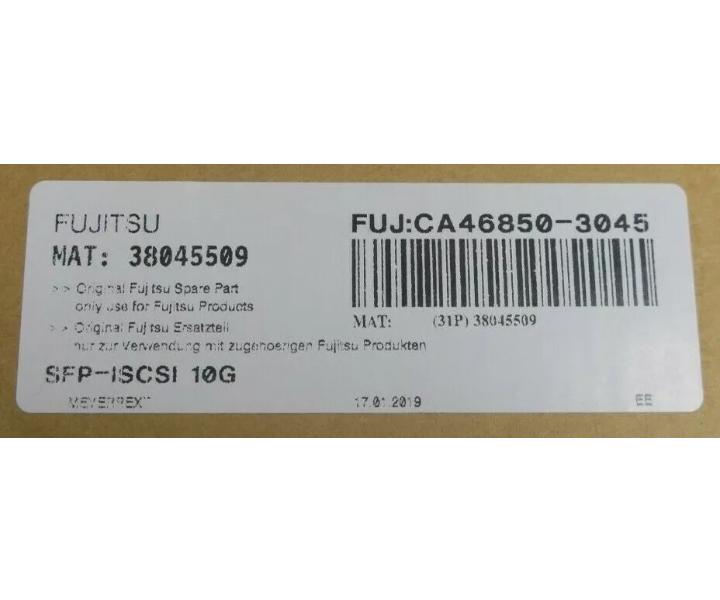 FUJITSU
MAT: 38045509
> > Original Fujitsu Spare Part
only use for Fujitsu Products
> > Original Fujitsu Ersatzteil
nur zur Verwendung mit zugehoerigen Fujitsu Produkten
SFP-ISCSI 10G
17.01.2019
FUJ:CA46850-3045
MAT: (31P) 38045509
EE